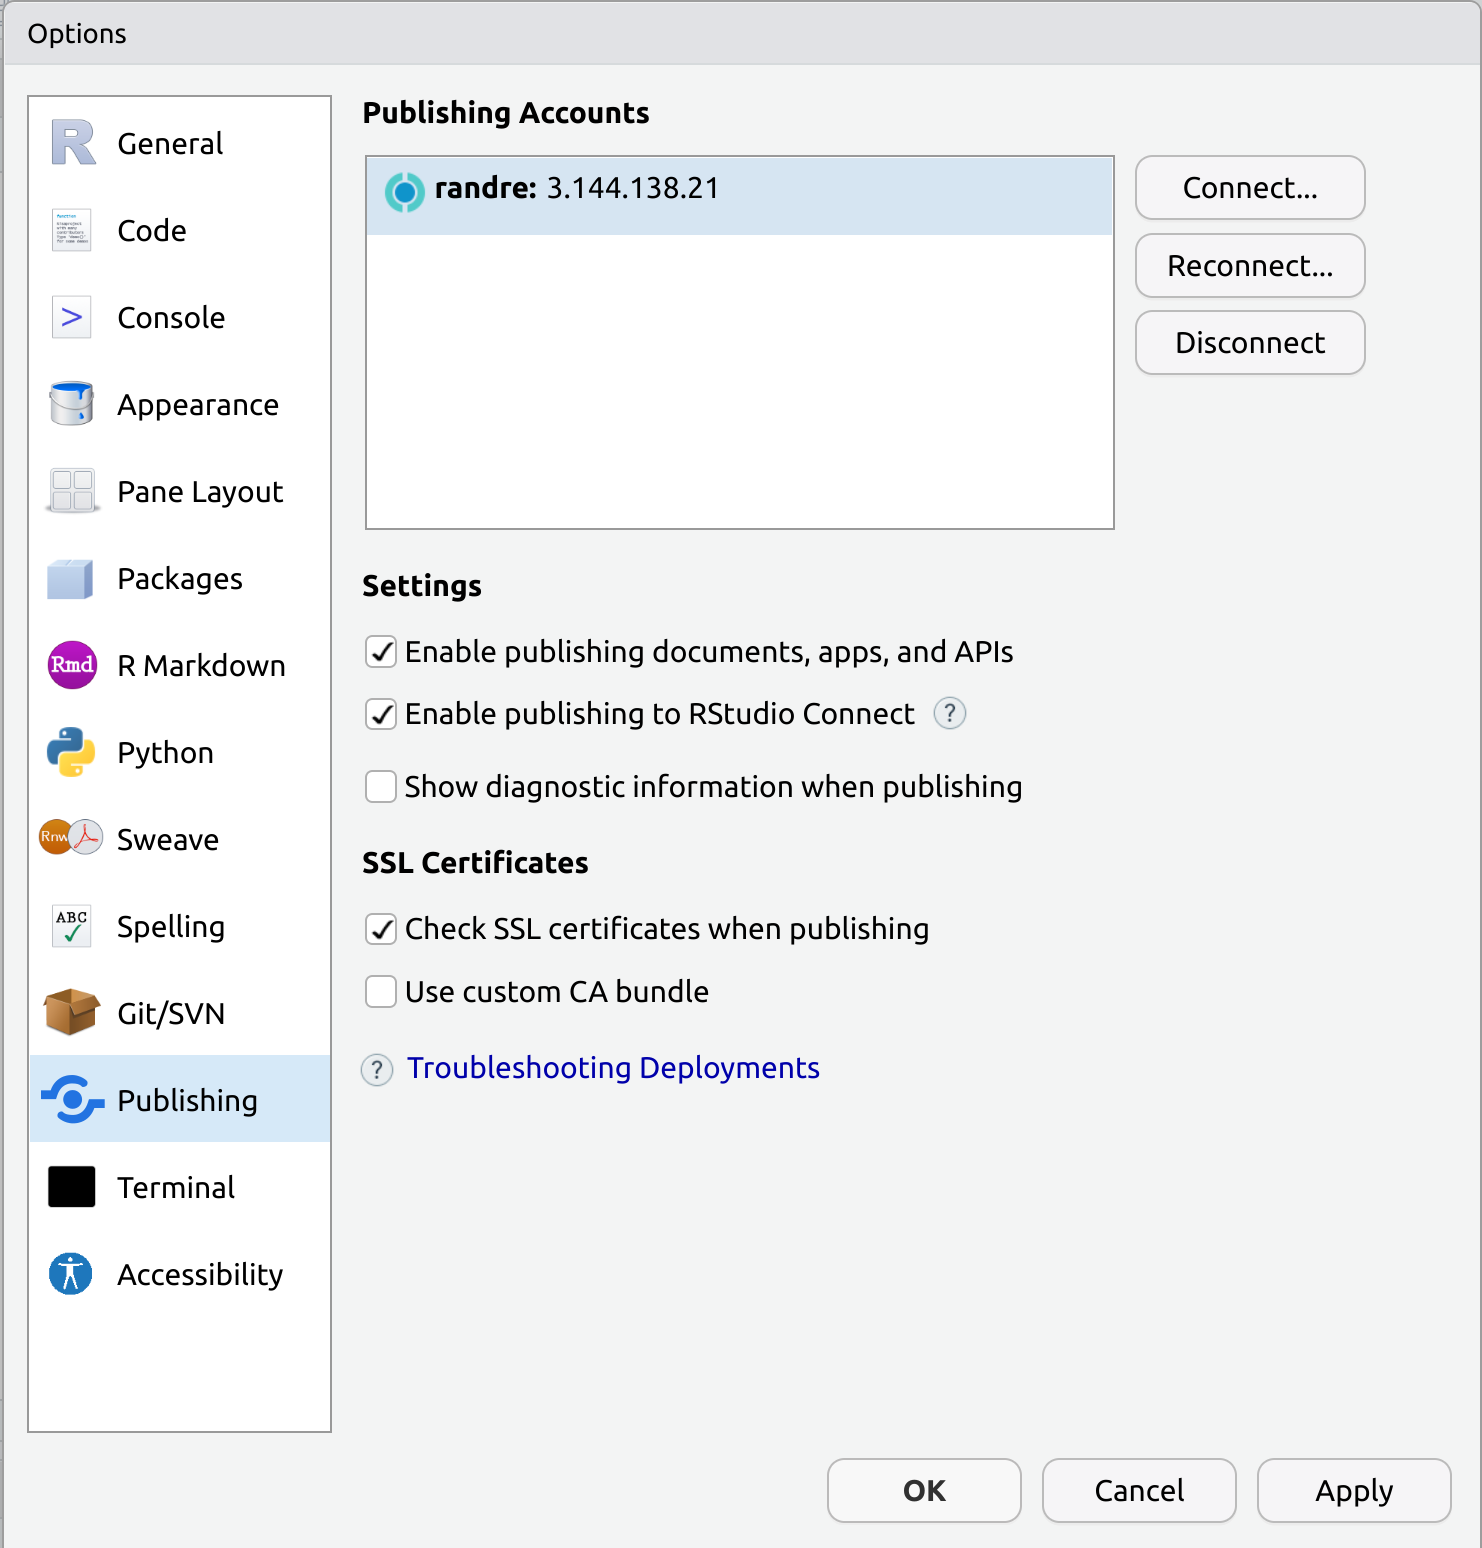 Options
General
Code
Console
Appearance
Pane Layout
Packages
Rmd
R Markdown
Python
Rnw
Sweave
ABC
Spelling
Git/SVN
Publishing
Terminal
Accessibility
Publishing Accounts
randre: 3.144.138.21
Connect...
Reconnect...
Disconnect
Settings
Enable publishing documents, apps, and APIs
Enable publishing to RStudio Connect ?
Show diagnostic information when publishing
SSL Certificates
Check SSL certificates when publishing
Use custom CA bundle
? Troubleshooting Deployments
OK
Cancel
Apply